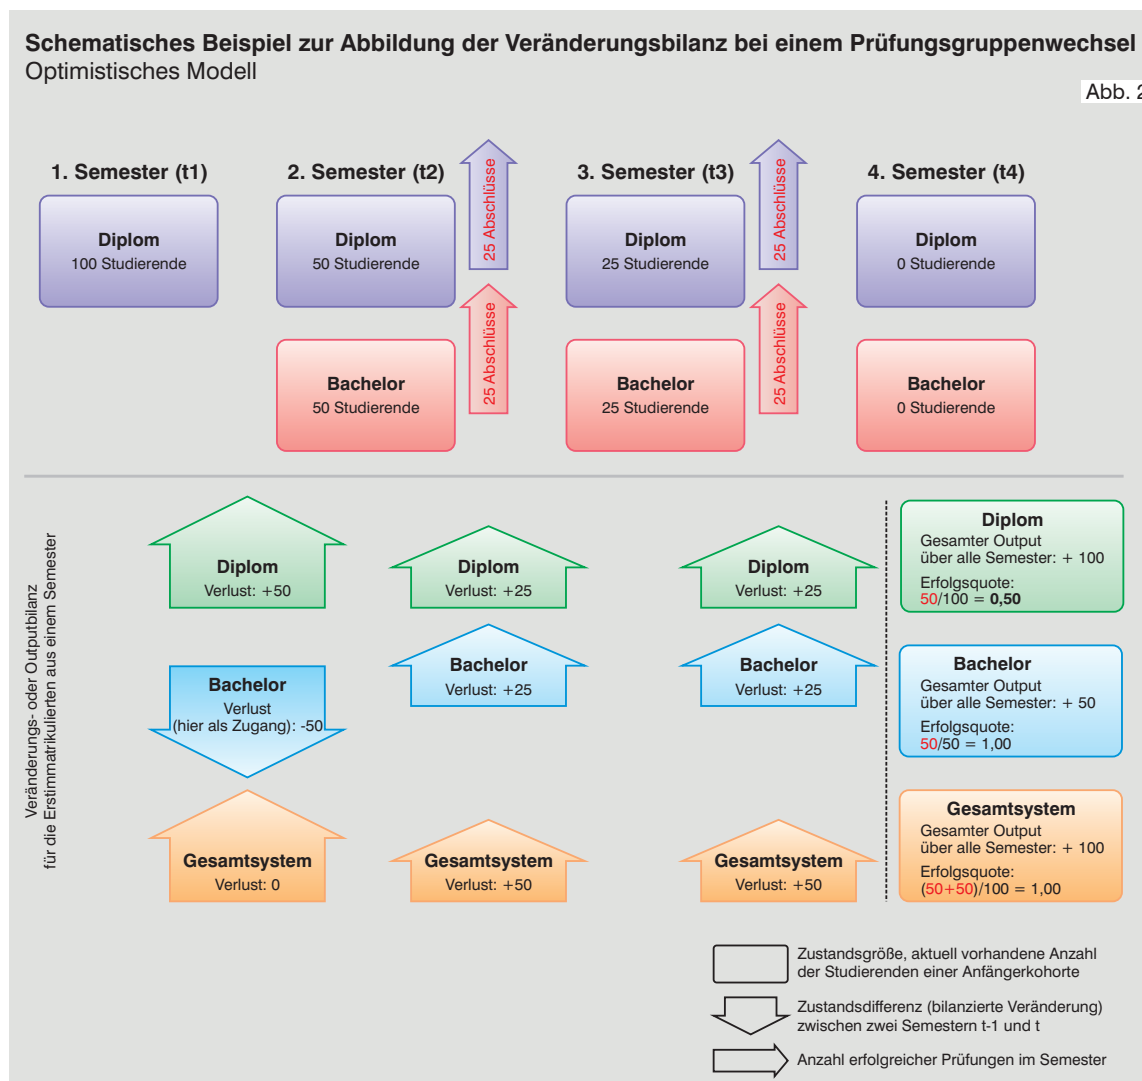 Schematisches Beispiel zur Abbildung der Veränderungsbilanz bei einem Prüfungsgruppenwechsel
Optimistisches Modell
Abb. 2
1. Semester (t1)
2. Semester (t2)
3. Semester (t3)
4. Semester (t4)
Diplom
100 Studierende
Diplom
50 Studierende
25 Abschlüsse
Diplom
25 Studierende
25 Abschlüsse
Diplom
0 Studierende
Bachelor
50 Studierende
25 Abschlüsse
Bachelor
25 Studierende
25 Abschlüsse
Bachelor
0 Studierende
Veränderungs- oder Outputbilanz
für die Erstimmatrikulierten aus einem Semester
Diplom
Verlust: +50
Diplom
Verlust: +25
Diplom
Verlust: +25
Diplom
Gesamter Output
über alle Semester: + 100
Erfolgsquote:
50/100 = 0,50
Bachelor
Verlust
(hier als Zugang): -50
Bachelor
Verlust: +25
Bachelor
Verlust: +25
Bachelor
Gesamter Output
über alle Semester: + 50
Erfolgsquote:
50/50 = 1,00
Gesamtsystem
Verlust: 0
Gesamtsystem
Verlust: +50
Gesamtsystem
Verlust: +50
Gesamtsystem
Gesamter Output
über alle Semester: + 100
Erfolgsquote:
(50+50)/100 = 1,00
Zustandsgröße, aktuell vorhandene Anzahl
der Studierenden einer Anfängerkohorte
Zustandsdifferenz (bilanzierte Veränderung)
zwischen zwei Semestern t-1 und t
Anzahl erfolgreicher Prüfungen im Semester